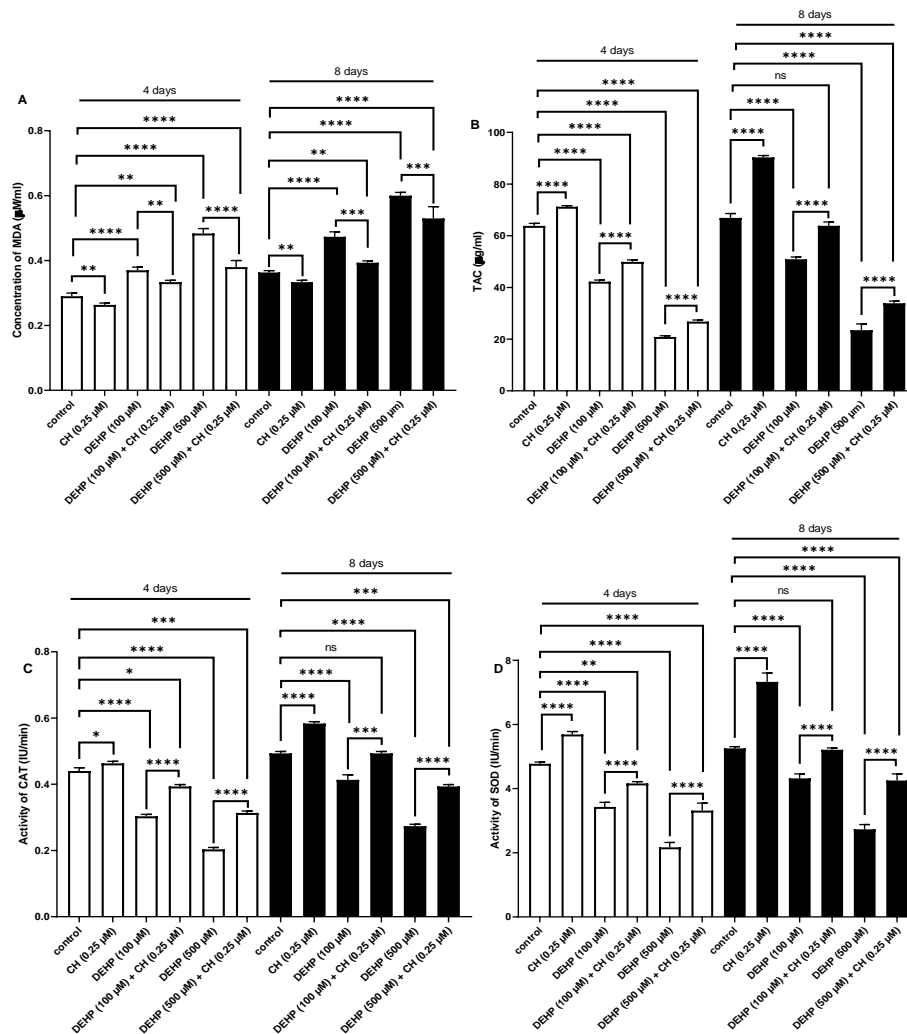 A
4 days
8 days
****
****
**
****
**
**
****
****
****
**
****
**
***
***
Concentration of MDA (µM/ml)
0.8
0.6
0.4
0.2
0.0
control
CH (0.25 µM)
DEHP (100 µM)
DEHP (100 µM) + CH (0.25 µM)
DEHP (500 µM)
DEHP (500 µM) + CH (0.25 µM)
control
CH (0.25 µM)
DEHP (100 µM)
DEHP (100 µM) + CH (0.25 µM)
DEHP (500 µm)
DEHP (500 µM) + CH (0.25 µM)
B
4 days
8 days
****
****
****
****
****
****
****
****
****
ns
****
****
****
****
TAC (µg/ml)
100
80
60
40
20
0
control
CH (0.25 µM)
DEHP (100 µM)
DEHP (100 µM) + CH (0.25 µM)
DEHP (500 µM)
DEHP (500 µM) + CH (0.25 µM)
control
CH 0.(25 µM)
DEHP (100 µM)
DEHP (100 µM) + CH (0.25 µM)
DEHP (500 µm)
DEHP (500 µM) + CH (0.25 µM)
C
4 days
8 days
***
****
*
****
*
****
****
***
****
ns
****
****
***
****
Activity of CAT (IU/min)
0.8
0.6
0.4
0.2
0.0
control
CH (0.25 µM)
DEHP (100 µM)
DEHP (100 µM) + CH (0.25 µM)
DEHP (500 µM)
DEHP (500 µM) + CH (0.25 µM)
control
CH (0.25 µM)
DEHP (100 µM)
DEHP (100 µM) + CH (0.25 µM)
DEHP (500 µM)
DEHP (500 µM) + CH (0.25 µM)
D
4 days
8 days
****
****
**
****
****
****
****
****
****
ns
****
****
****
****
Activity of SOD (IU/min)
8
6
4
2
0
control
CH (0.25 µM)
DEHP (100 µM)
DEHP (100 µM) + CH (0.25 µM)
DEHP (500 µM)
DEHP (500 µM) + CH (0.25 µM)
control
CH (0.25 µM)
DEHP (100 µM)
DEHP (100 µM) + CH (0.25 µM)
DEHP (500 µM)
DEHP (500 µM) + CH (0.25 µM)